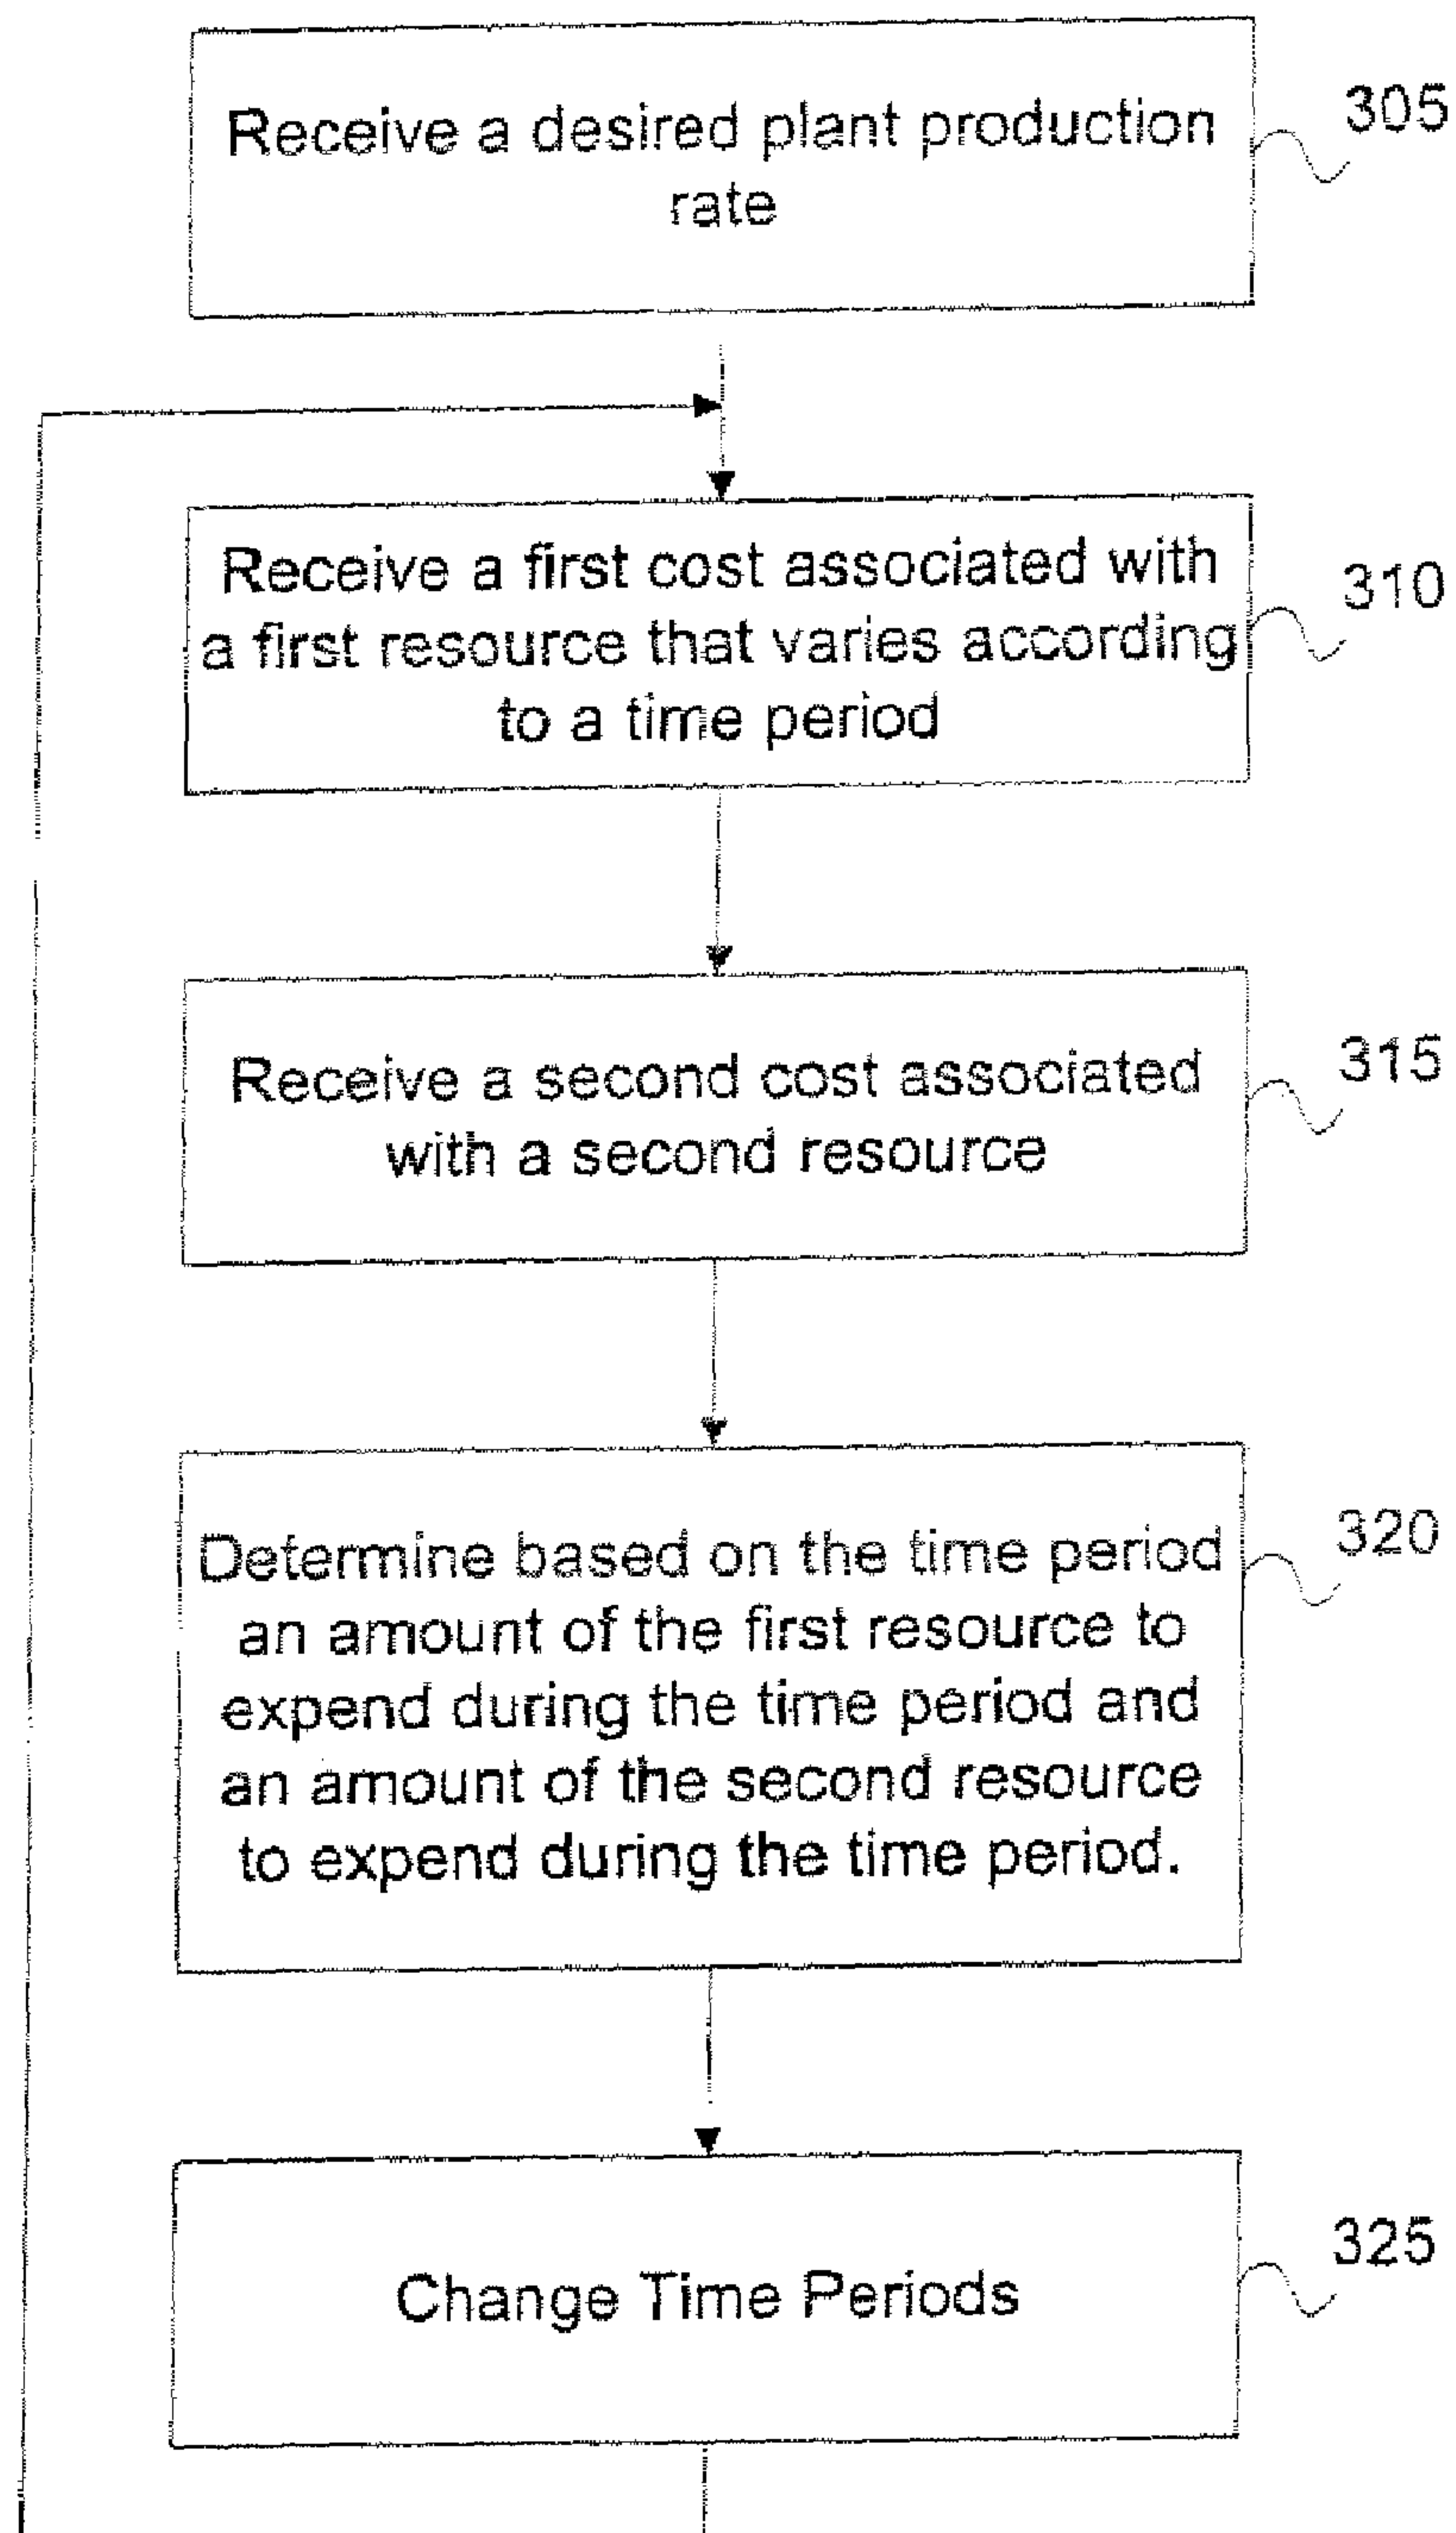 Receive a desired plant production
rate
305
Receive a first cost associated with
a first resource that varies according
to a time period
310
Receive a second cost associated
with a second resource
315
Determine based on the time period
an amount of the first resource to
expend during the time period and
an amount of the second resource
to expend during the time period.
320
Change Time Periods
325